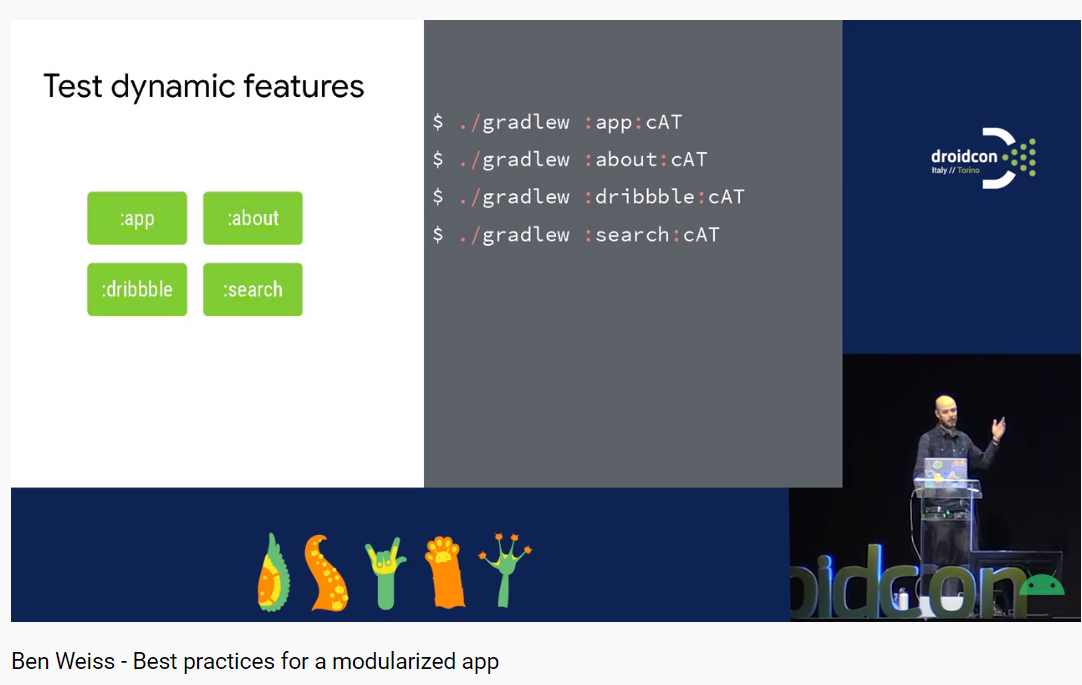 Test dynamic features
:app
:about
:dribbble
:search
$ ./gradlew :app:cAT
$ ./gradlew :about:cAT
$ ./gradlew :dribbble:cAT
$ ./gradlew :search:cAT
droidcon
Italy // Torino
oidcon
Ben Weiss - Best practices for a modularized app